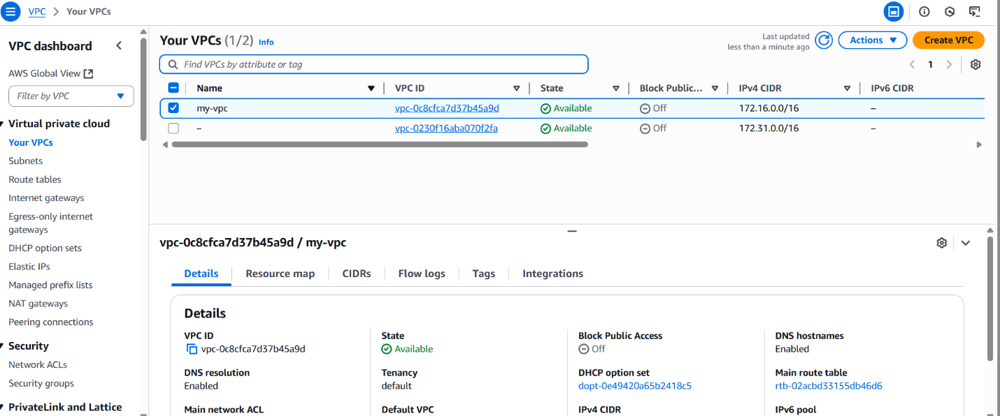 VPC > Your VPCs
VPC dashboard
AWS Global View
Filter by VPC
Virtual private cloud
Your VPCs
Subnets
Route tables
Internet gateways
Egress-only internet
gateways
DHCP option sets
Elastic IPs
Managed prefix lists
NAT gateways
Peering connections
Security
Network ACLs
Security groups
PrivateLink and Lattice
Your VPCs (1/2) Info
Last updated
less than a minute ago
Actions
Create VPC
Find VPCs by attribute or tag
1
Name VPC ID State Block Public... IPv4 CIDR IPv6 CIDR
my-vpc vpc-0c8cfca7d37b45a9d Available Off 172.16.0.0/16 –
– vpc-0230f16aba070f2fa Available Off 172.31.0.0/16 –
vpc-0c8cfca7d37b45a9d / my-vpc
Details Resource map CIDRs Flow logs Tags Integrations
Details
VPC ID State Block Public Access DNS hostnames
vpc-0c8cfca7d37b45a9d Available Off Enabled
DNS resolution Tenancy DHCP option set Main route table
Enabled default dopt-0e49420a65b2418c5 rtb-02acbd33155db46d6
Main network ACL Default VPC IPv4 CIDR IPv6 pool